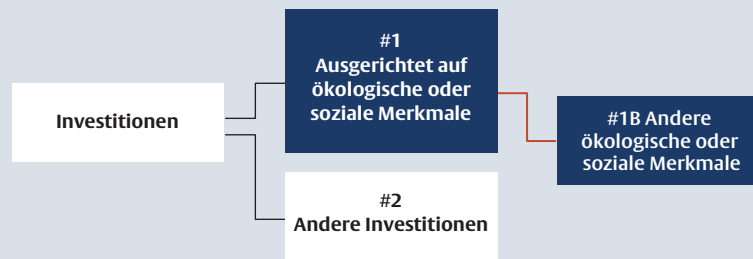 Investitionen
#1
Ausgerichtet auf
ökologische oder
soziale Merkmale
#1B Andere
ökologische oder
soziale Merkmale
#2
Andere Investitionen